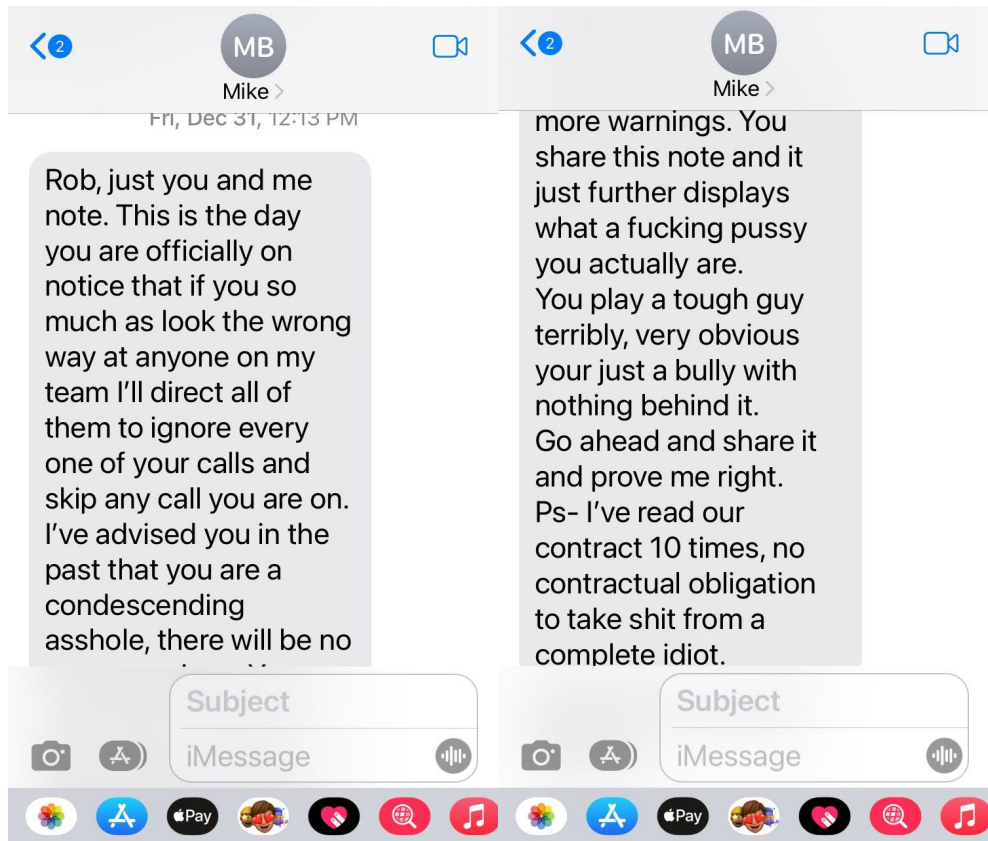 2
MB
Mike
Fri, Dec 31, 12:13 PM
Rob, just you and me
note. This is the day
you are officially on
notice that if you so
much as look the wrong
way at anyone on my
team I'll direct all of
them to ignore every
one of your calls and
skip any call you are on.
I've advised you in the
past that you are a
condescending
asshole, there will be no
Subject
iMessage
Pay
2
MB
Mike
more warnings. You
share this note and it
just further displays
what a fucking pussy
you actually are.
You play a tough guy
terribly, very obvious
your just a bully with
nothing behind it.
Go ahead and share it
and prove me right.
Ps- I've read our
contract 10 times, no
contractual obligation
to take shit from a
complete idiot.
Subject
iMessage
Pay